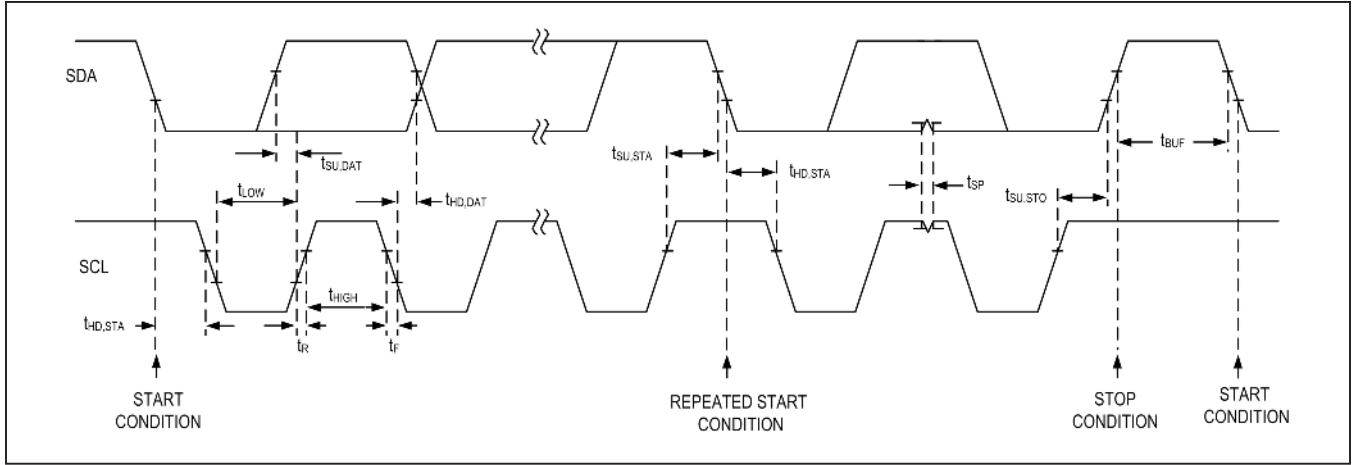 SDA
tSU,DAT
tLOW
tHD,DAT
tSU,STA
tHD,STA
tSP
tBUF
tSU,STO
SCL
tHIGH
tHD,STA
tR
tF
START
CONDITION
REPEATED START
CONDITION
STOP
CONDITION
START
CONDITION